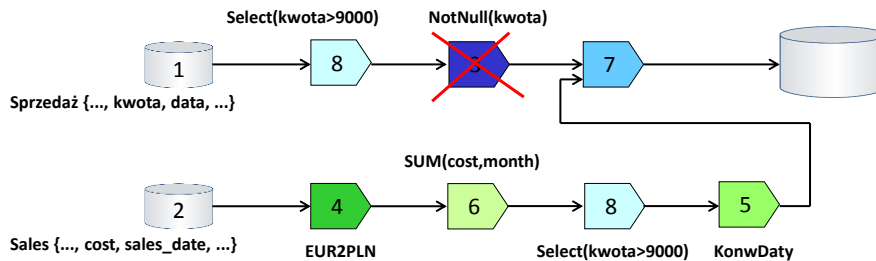 Select(kwota>9000)
NotNull(kwota)
1
8
3
7
Sprzedaż {..., kwota, data, ...}
SUM(cost,month)
2
4
6
8
5
Sales {..., cost, sales_date, ...}
EUR2PLN
Select(kwota>9000)
KonwDaty